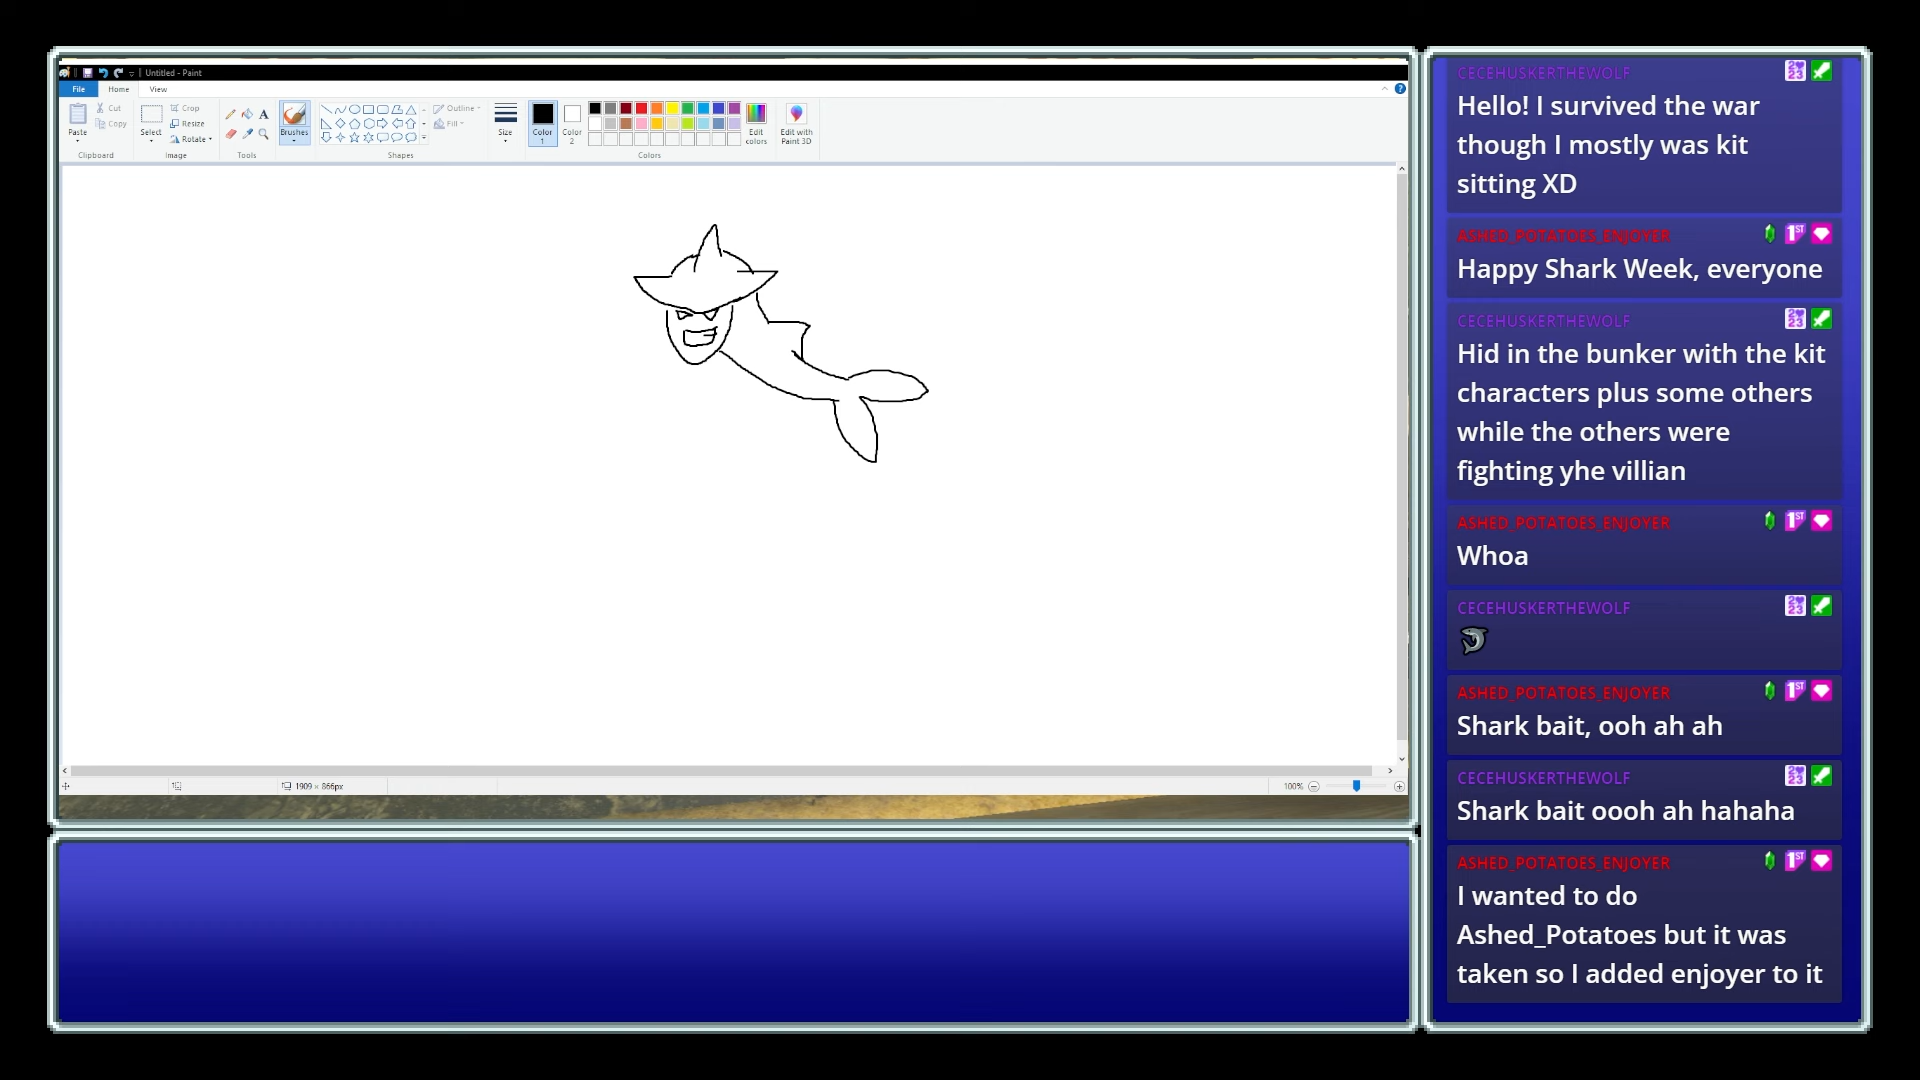 Untitled - Paint
File Home View
Cut
Copy
Paste
Clipboard
Select
Crop
Resize
Rotate
Image
A
Tools
Brushes
Shapes
Outline
Fill
Size
Color 1
Color 2
Edit colors
Edit with Paint 3D
Colors
1909 × 866px
100%
CECEHUSKERTHEWOLF
Hello! I survived the war
though I mostly was kit
sitting XD
ASHED_POTATOES_ENJOYER 1ST
Happy Shark Week, everyone
CECEHUSKERTHEWOLF
Hid in the bunker with the kit
characters plus some others
while the others were
fighting yhe villian
ASHED_POTATOES_ENJOYER 1ST
Whoa
CECEHUSKERTHEWOLF
ASHED_POTATOES_ENJOYER 1ST
Shark bait, ooh ah ah
CECEHUSKERTHEWOLF
Shark bait oooh ah hahaha
ASHED_POTATOES_ENJOYER 1ST
I wanted to do
Ashed_Potatoes but it was
taken so I added enjoyer to it